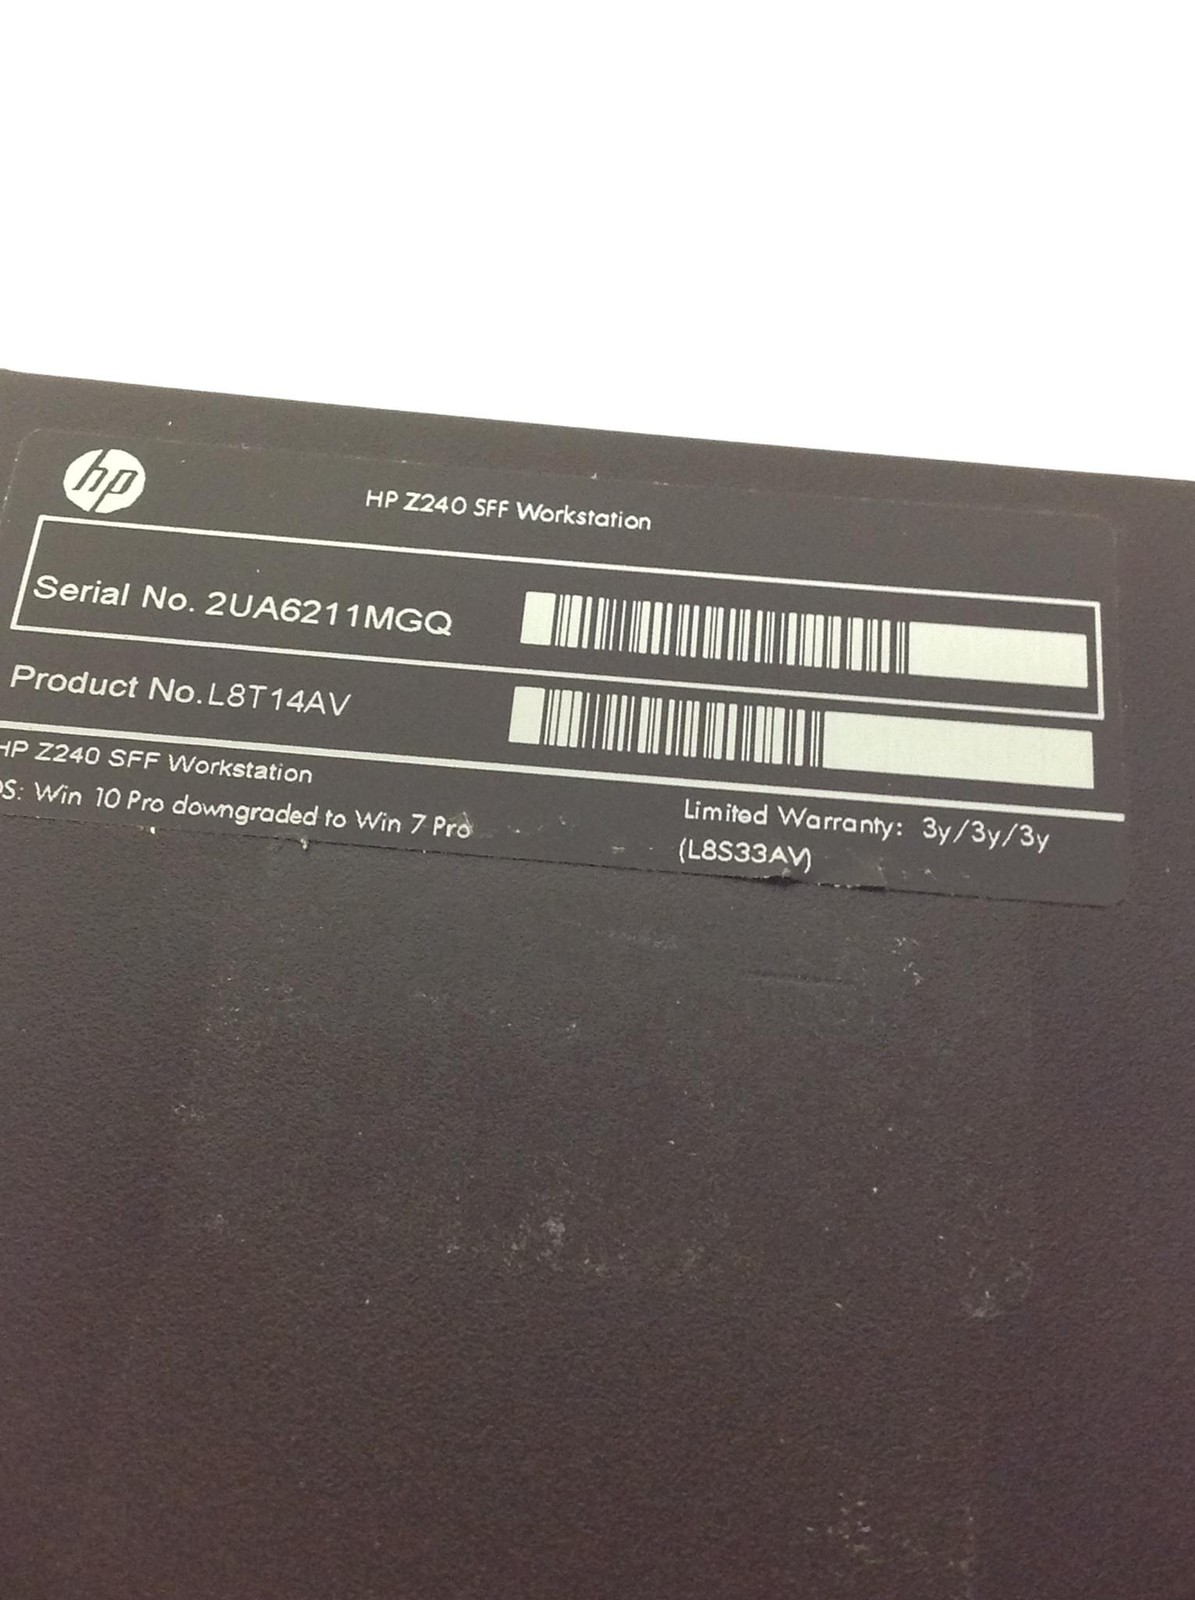 hp
HP Z240 SFF Workstation
Serial No. 2UA6211MGQ
Product No.L8T14AV
HP Z240 SFF Workstation
OS: Win 10 Pro downgraded to Win 7 Pro
Limited Warranty: 3y/3y/3y
(L8S33AV)